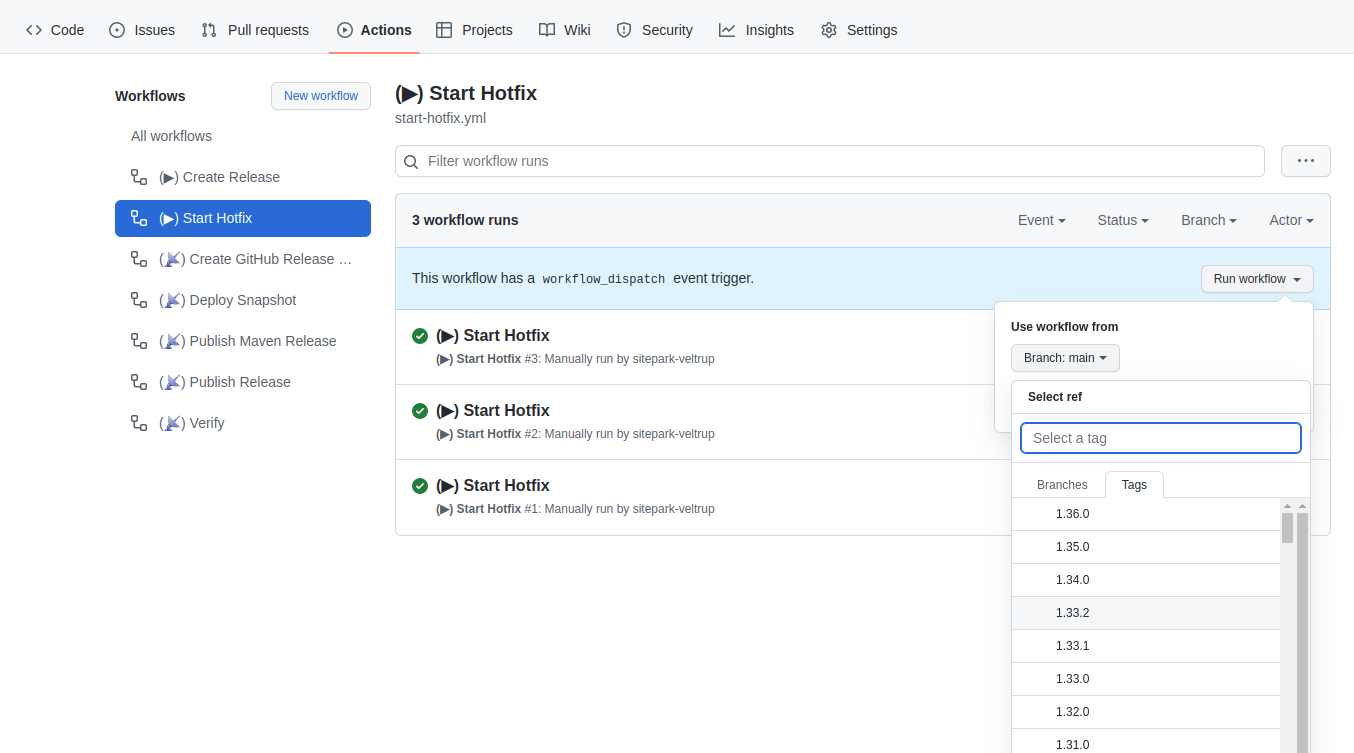 Code Issues Pull requests Actions Projects Wiki Security Insights Settings
Workflows
New workflow
All workflows
(▶) Create Release
(▶) Start Hotfix
(📡) Create GitHub Release …
(📡) Deploy Snapshot
(📡) Publish Maven Release
(📡) Publish Release
(📡) Verify
(▶) Start Hotfix
start-hotfix.yml
Filter workflow runs
3 workflow runs
Event Status Branch Actor
This workflow has a workflow_dispatch event trigger.
Run workflow
(▶) Start Hotfix
(▶) Start Hotfix #3: Manually run by sitepark-veltrup
(▶) Start Hotfix
(▶) Start Hotfix #2: Manually run by sitepark-veltrup
(▶) Start Hotfix
(▶) Start Hotfix #1: Manually run by sitepark-veltrup
Use workflow from
Branch: main
Select ref
Select a tag
Branches Tags
1.36.0
1.35.0
1.34.0
1.33.2
1.33.1
1.33.0
1.32.0
1.31.0